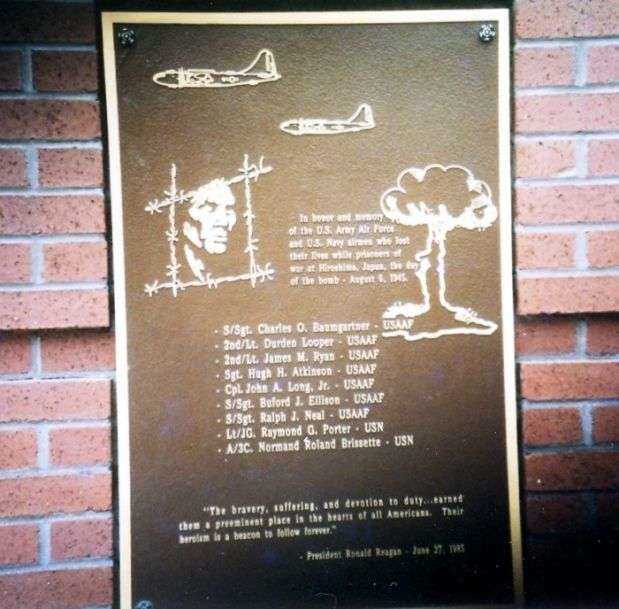 In honor and memory
of the U.S. Army Air Force
and U.S. Navy airmen who lost
their lives while prisoners of
war at Hiroshima, Japan, the day
of the bomb - August 6, 1945.
- S/Sgt. Charles O. Baumgartner - USAAF
- 2nd/Lt. Durden Looper - USAAF
- 2nd/Lt. James M. Ryan - USAAF
- Sgt. Hugh H. Atkinson - USAAF
- Cpl. John A. Long, Jr. - USAAF
- S/Sgt. Buford J. Ellison - USAAF
- S/Sgt. Ralph J. Neal - USAAF
- Lt/JG. Raymond G. Porter - USN
- A/3C. Normand Roland Brissette - USN
"The bravery, suffering, and devotion to duty...earned
them a preeminent place in the hearts of all Americans. Their
heroism is a beacon to follow forever."
- President Ronald Reagan - June 27, 1985